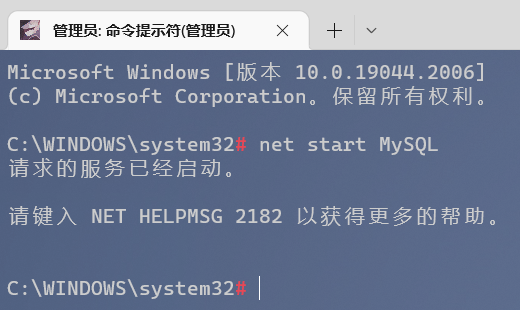 管理员: 命令提示符(管理员)
Microsoft Windows [版本 10.0.19044.2006]
(c) Microsoft Corporation。保留所有权利。
C:\WINDOWS\system32# net start MySQL
请求的服务已经启动。
请键入 NET HELPMSG 2182 以获得更多的帮助。
C:\WINDOWS\system32#